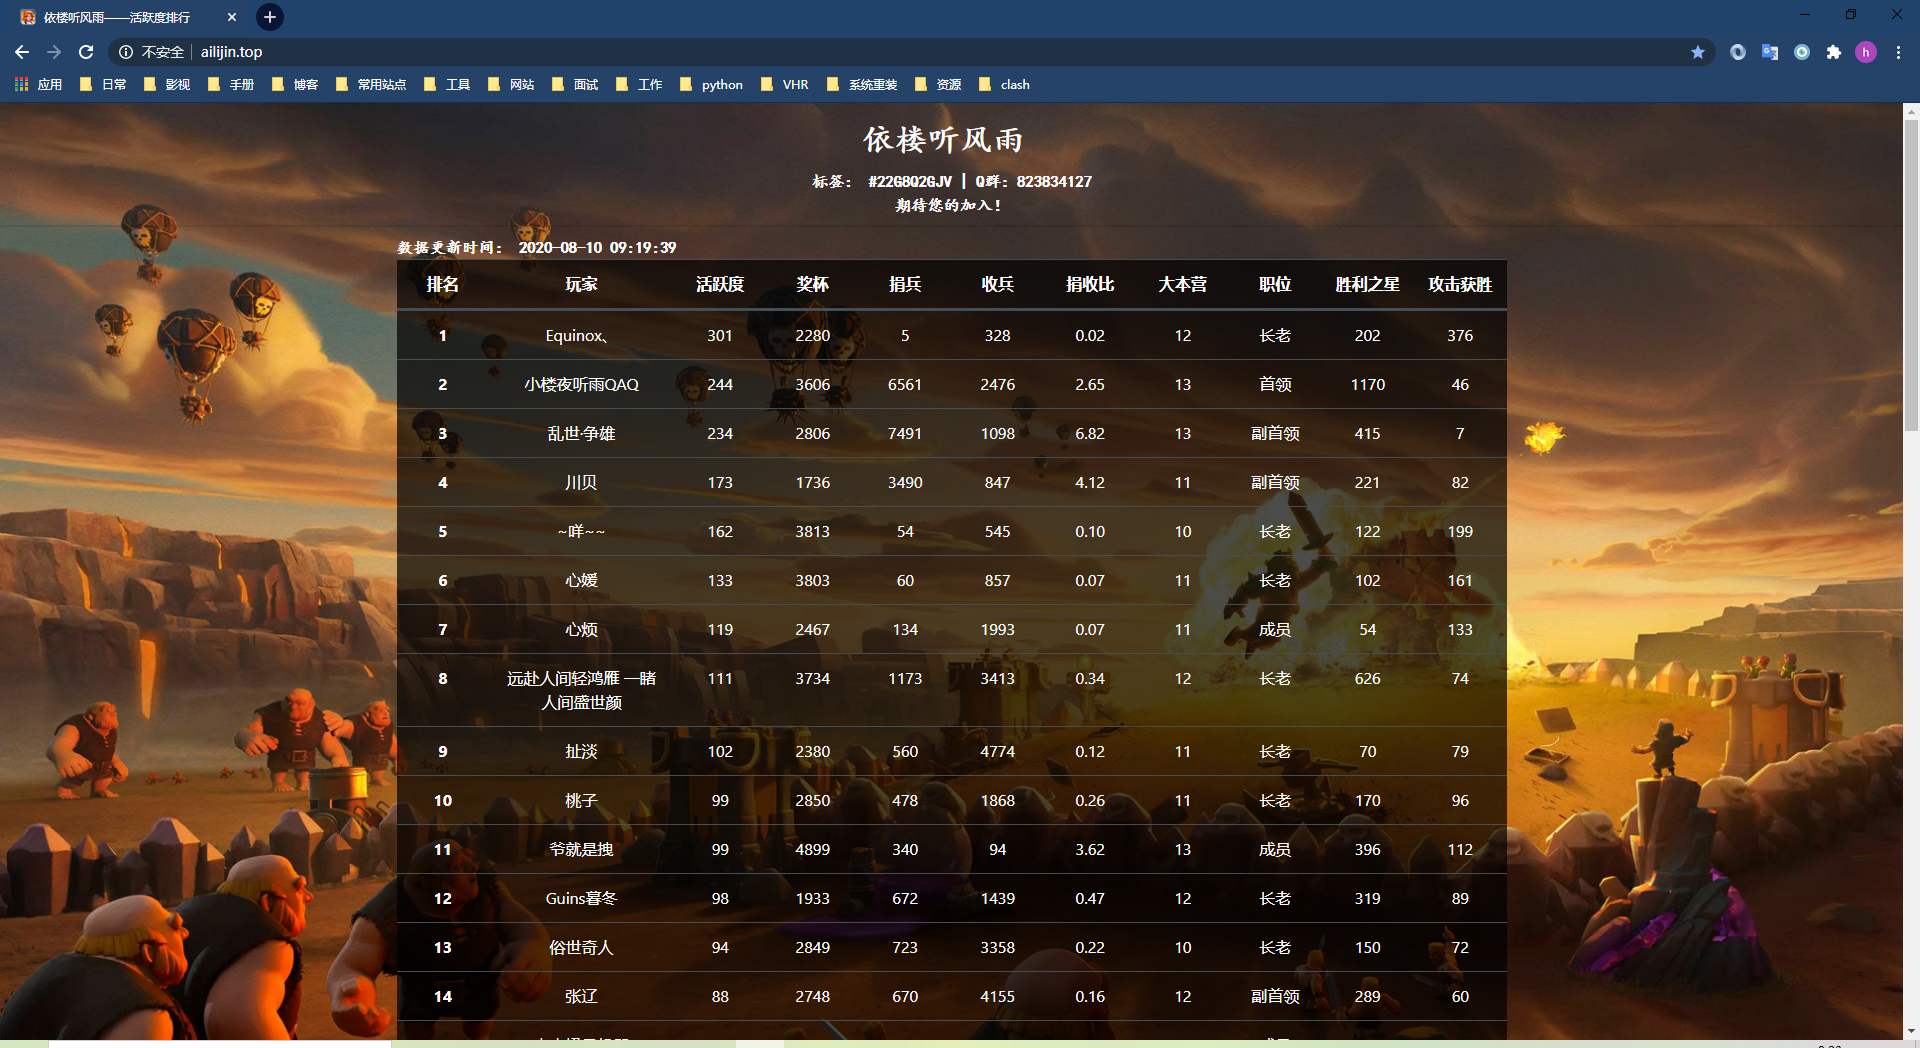 依楼听风雨——活跃度排行
不安全 ailijin.top
应用 日常 影视 手册 博客 常用站点 工具 网站 面试 工作 python VHR 系统重装 资源 clash
依楼听风雨
标签： #22G8Q2GJV | Q群：823834127
期待您的加入！
数据更新时间： 2020-08-10 09:19:39
排名 玩家 活跃度 奖杯 捐兵 收兵 捐收比 大本营 职位 胜利之星 攻击获胜
1 Equinox、 301 2280 5 328 0.02 12 长老 202 376
2 小楼夜听雨QAQ 244 3606 6561 2476 2.65 13 首领 1170 46
3 乱世·争雄 234 2806 7491 1098 6.82 13 副首领 415 7
4 川贝 173 1736 3490 847 4.12 11 副首领 221 82
5 ~咩~~ 162 3813 54 545 0.10 10 长老 122 199
6 心媛 133 3803 60 857 0.07 11 长老 102 161
7 心烦 119 2467 134 1993 0.07 11 成员 54 133
8 远赴人间轻鸿雁 一睹 111 3734 1173 3413 0.34 12 长老 626 74
人间盛世颜
9 扯淡 102 2380 560 4774 0.12 11 长老 70 79
10 桃子 99 2850 478 1868 0.26 11 长老 170 96
11 爷就是拽 99 4899 340 94 3.62 13 成员 396 112
12 Guins暮冬 98 1933 672 1439 0.47 12 长老 319 89
13 俗世奇人 94 2849 723 3358 0.22 10 长老 150 72
14 张辽 88 2748 670 4155 0.16 12 副首领 289 60